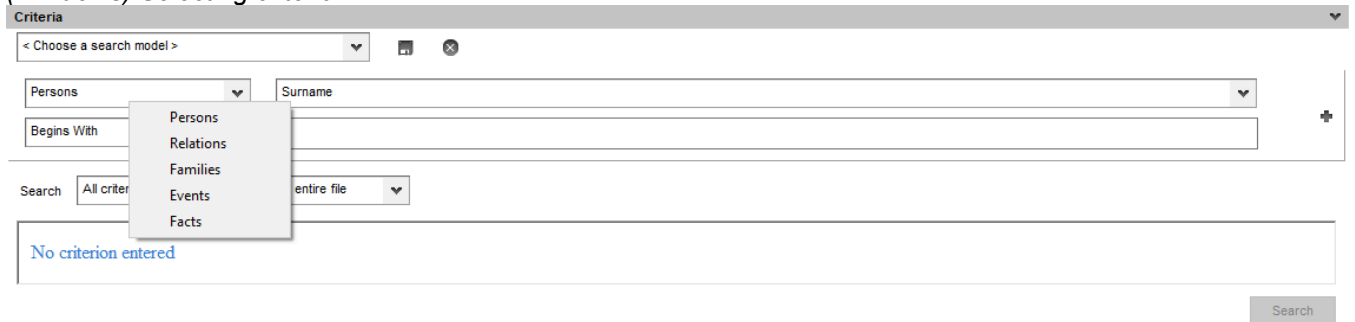 Criteria
< Choose a search model >
Persons Surname
Persons
Begins With
Relations
Families
Search All criter entire file
Events
Facts
No criterion entered
Search